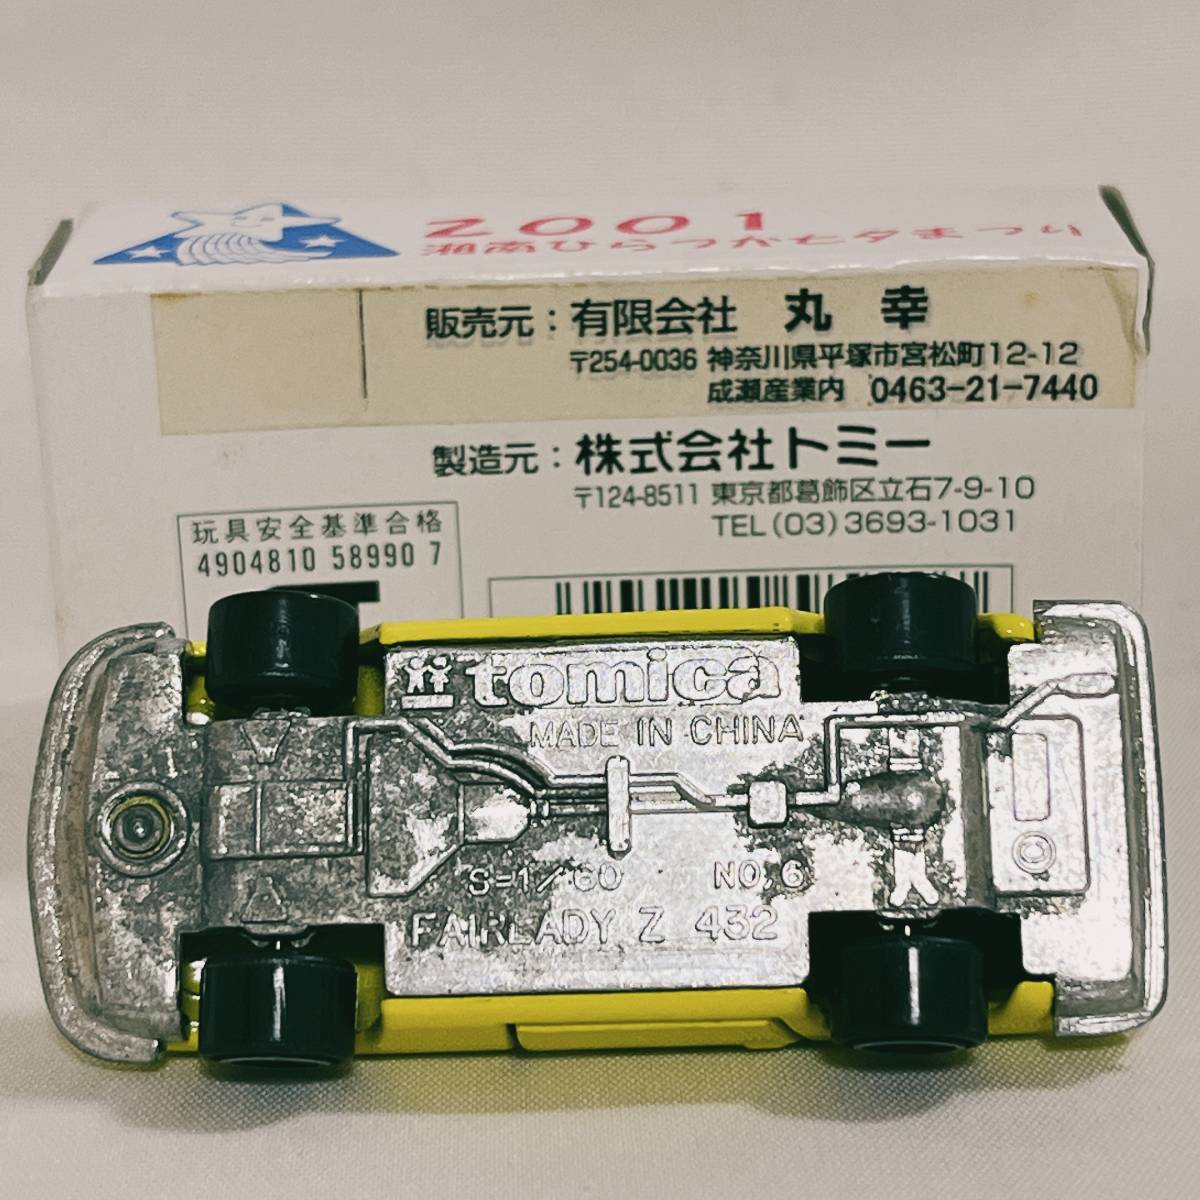 2001
湘南ひらつか七夕まつり
販売元：有限会社 丸 幸
〒254-0036 神奈川県平塚市宮松町12-12
成瀬産業内 0463-21-7440
製造元：株式会社トミー
〒124-8511 東京都葛飾区立石7-9-10
TEL(03)3693-1031
玩具安全基準合格
4904810 58990 7
tomica
MADE IN CHINA
S=1/60 NO.6
FAIRLADY Z 432
©